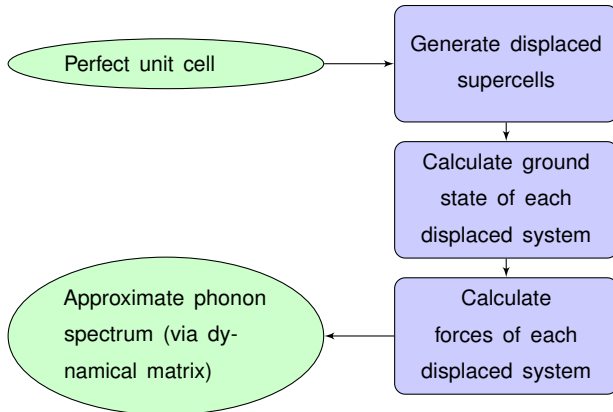 Perfect unit cell
Generate displaced
supercells
Calculate ground
state of each
displaced system
Calculate
forces of each
displaced system
Approximate phonon
spectrum (via dy-
namical matrix)